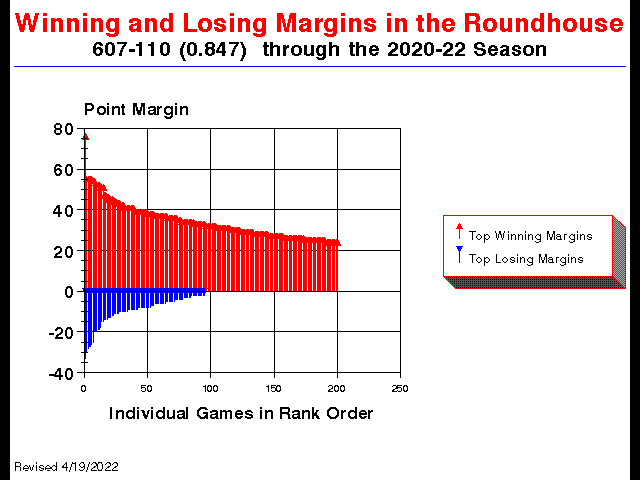 Winning and Losing Margins in the Roundhouse
607-110 (0.847) through the 2020-22 Season
Point Margin
80
60
40
20
0
-20
-40
0 50 100 150 200 250
Individual Games in Rank Order
Top Winning Margins
Top Losing Margins
Revised 4/19/2022